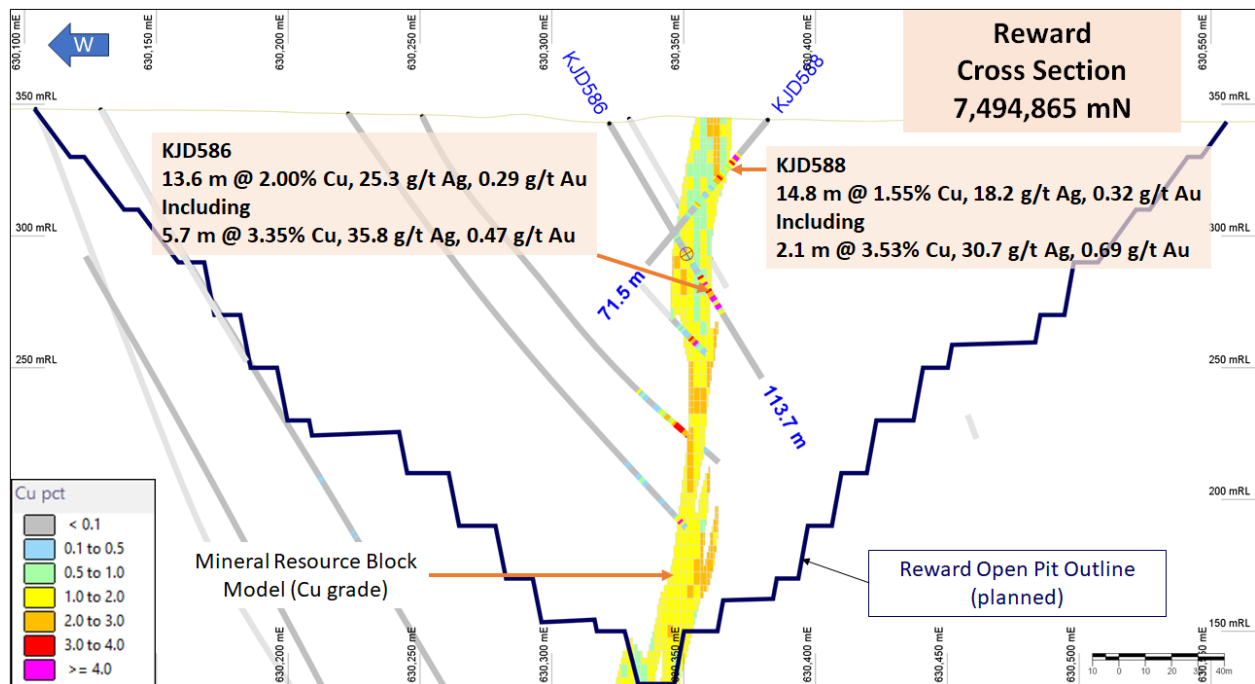 630,100 mE
630,150 mE
630,200 mE
630,250 mE
630,300 mE
630,350 mE
630,400 mE
630,550 mE
W
Reward
Cross Section
7,494,865 mN
KJD586
KJD588
350 mRL
350 mRL
KJD586
13.6 m @ 2.00% Cu, 25.3 g/t Ag, 0.29 g/t Au
Including
5.7 m @ 3.35% Cu, 35.8 g/t Ag, 0.47 g/t Au
KJD588
14.8 m @ 1.55% Cu, 18.2 g/t Ag, 0.32 g/t Au
Including
2.1 m @ 3.53% Cu, 30.7 g/t Ag, 0.69 g/t Au
300 mRL
300 mRL
71.5 m
250 mRL
250 mRL
113.7 m
200 mRL
200 mRL
Cu pct
< 0.1
0.1 to 0.5
0.5 to 1.0
1.0 to 2.0
2.0 to 3.0
3.0 to 4.0
>= 4.0
Mineral Resource Block
Model (Cu grade)
Reward Open Pit Outline
(planned)
150 mRL
630,200 mE
630,250 mE
630,300 mE
630,350 mE
630,400 mE
630,450 mE
630,500 mE
630,550 mE
10 0 10 20 30 40m